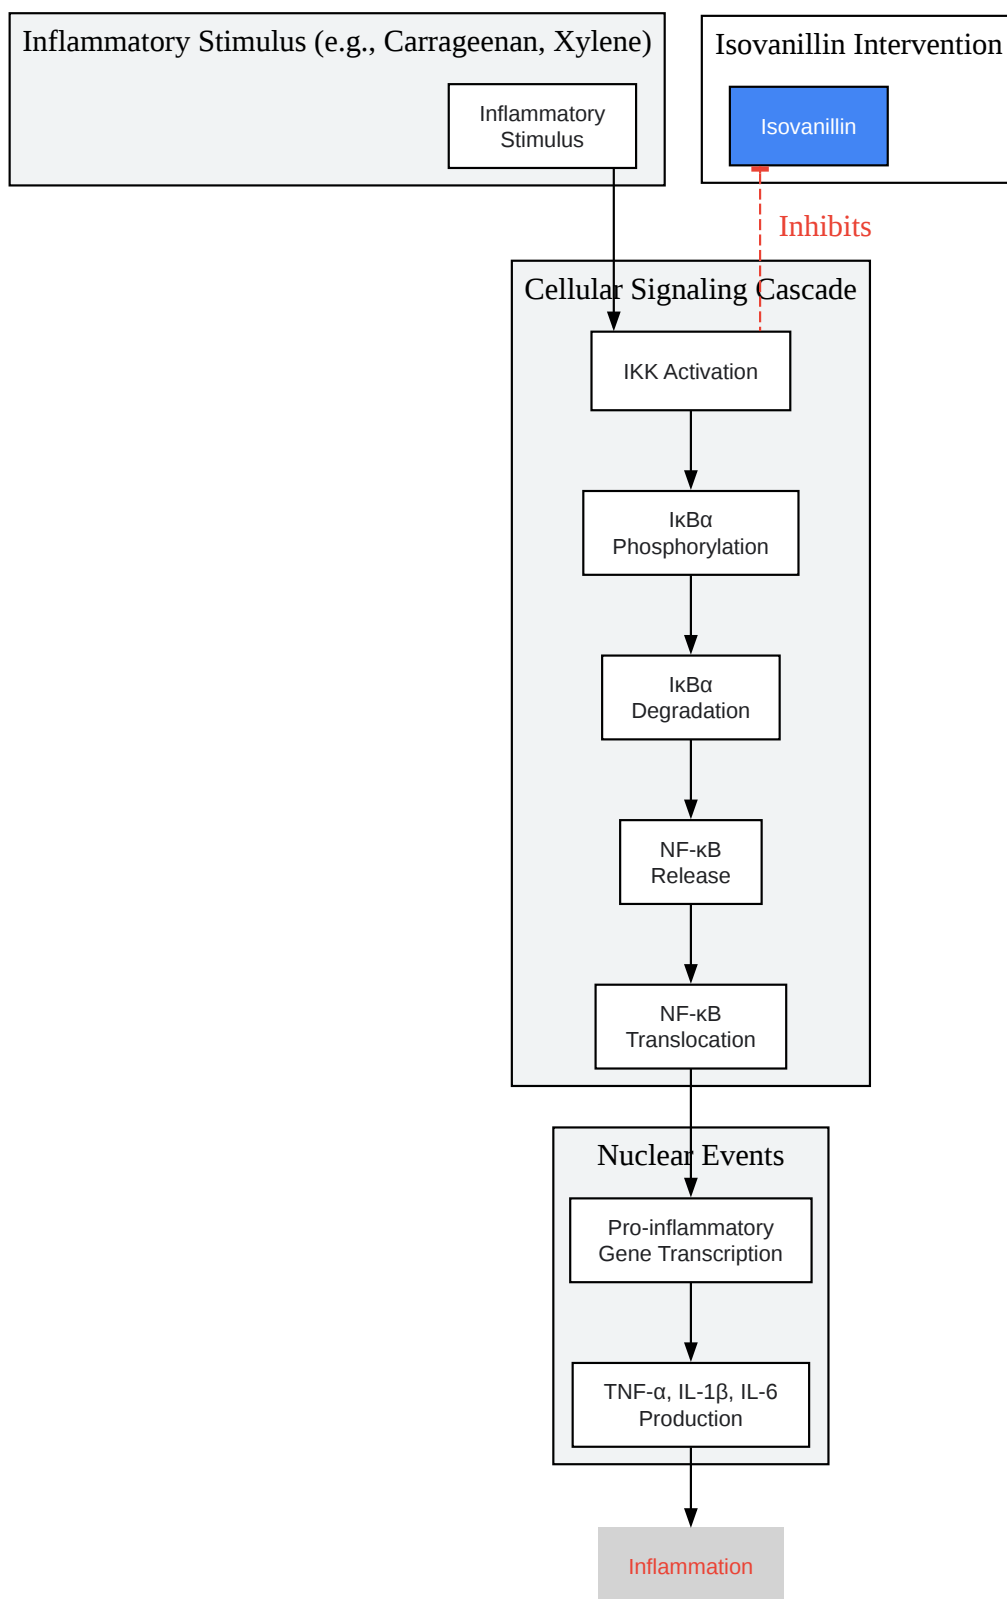 Inflammatory Stimulus (e.g., Carrageenan, Xylene)
Inflammatory
Stimulus
Isovanillin Intervention
Isovanillin
Inhibits
Cellular Signaling Cascade
IKK Activation
IκBα
Phosphorylation
IκBα
Degradation
NF-κB
Release
NF-κB
Translocation
Nuclear Events
Pro-inflammatory
Gene Transcription
TNF-α, IL-1β, IL-6
Production
Inflammation